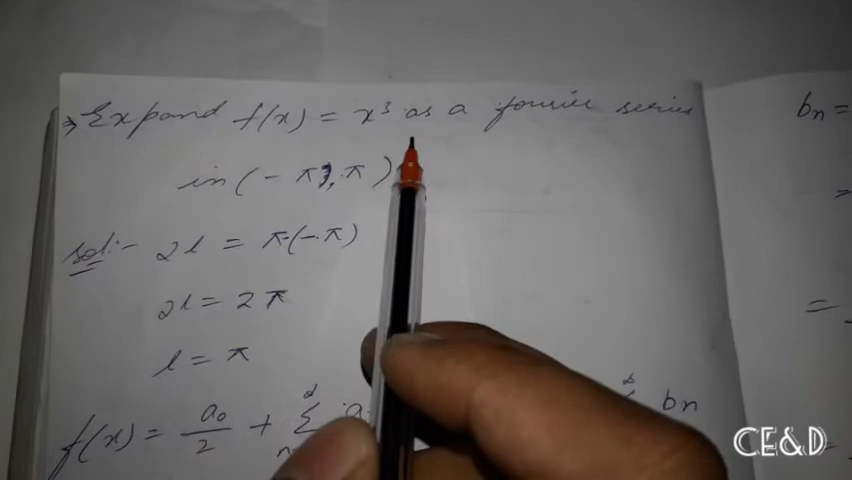 ⇒ Expand f(x) = x³ as a fourier series
in (-π, π)
sol:- 2l = π-(-π)
2l = 2π
l = π
f(x) = a₀/2 + Σ bn
bn =
=
=
CE&D